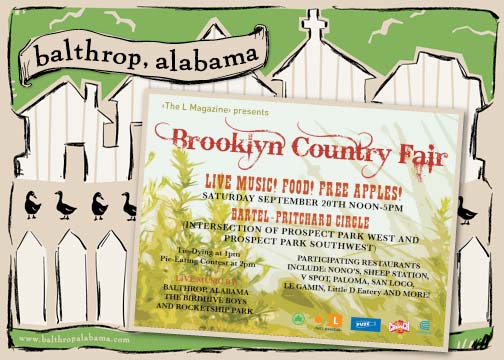 balthrop, alabama
‹The L Magazine› presents
Brooklyn Country Fair
LIVE MUSIC! FOOD! FREE APPLES!
SATURDAY SEPTEMBER 20TH NOON-5PM
BARTEL-PRITCHARD CIRCLE
(INTERSECTION OF PROSPECT PARK WEST AND
PROSPECT PARK SOUTHWEST)
Tie-Dying at 1pm
Pie-Eating Contest at 2pm
LIVE MUSIC BY
BALTHROP, ALABAMA
THE BIRDHIVE BOYS
AND ROCKETSHIP PARK
PARTICIPATING RESTAURANTS
INCLUDE: NONO'S, SHEEP STATION,
V SPOT, PALOMA, SAN LOGO,
LE GAMIN, Little D Eatery AND MORE!
www.balthropalabama.com